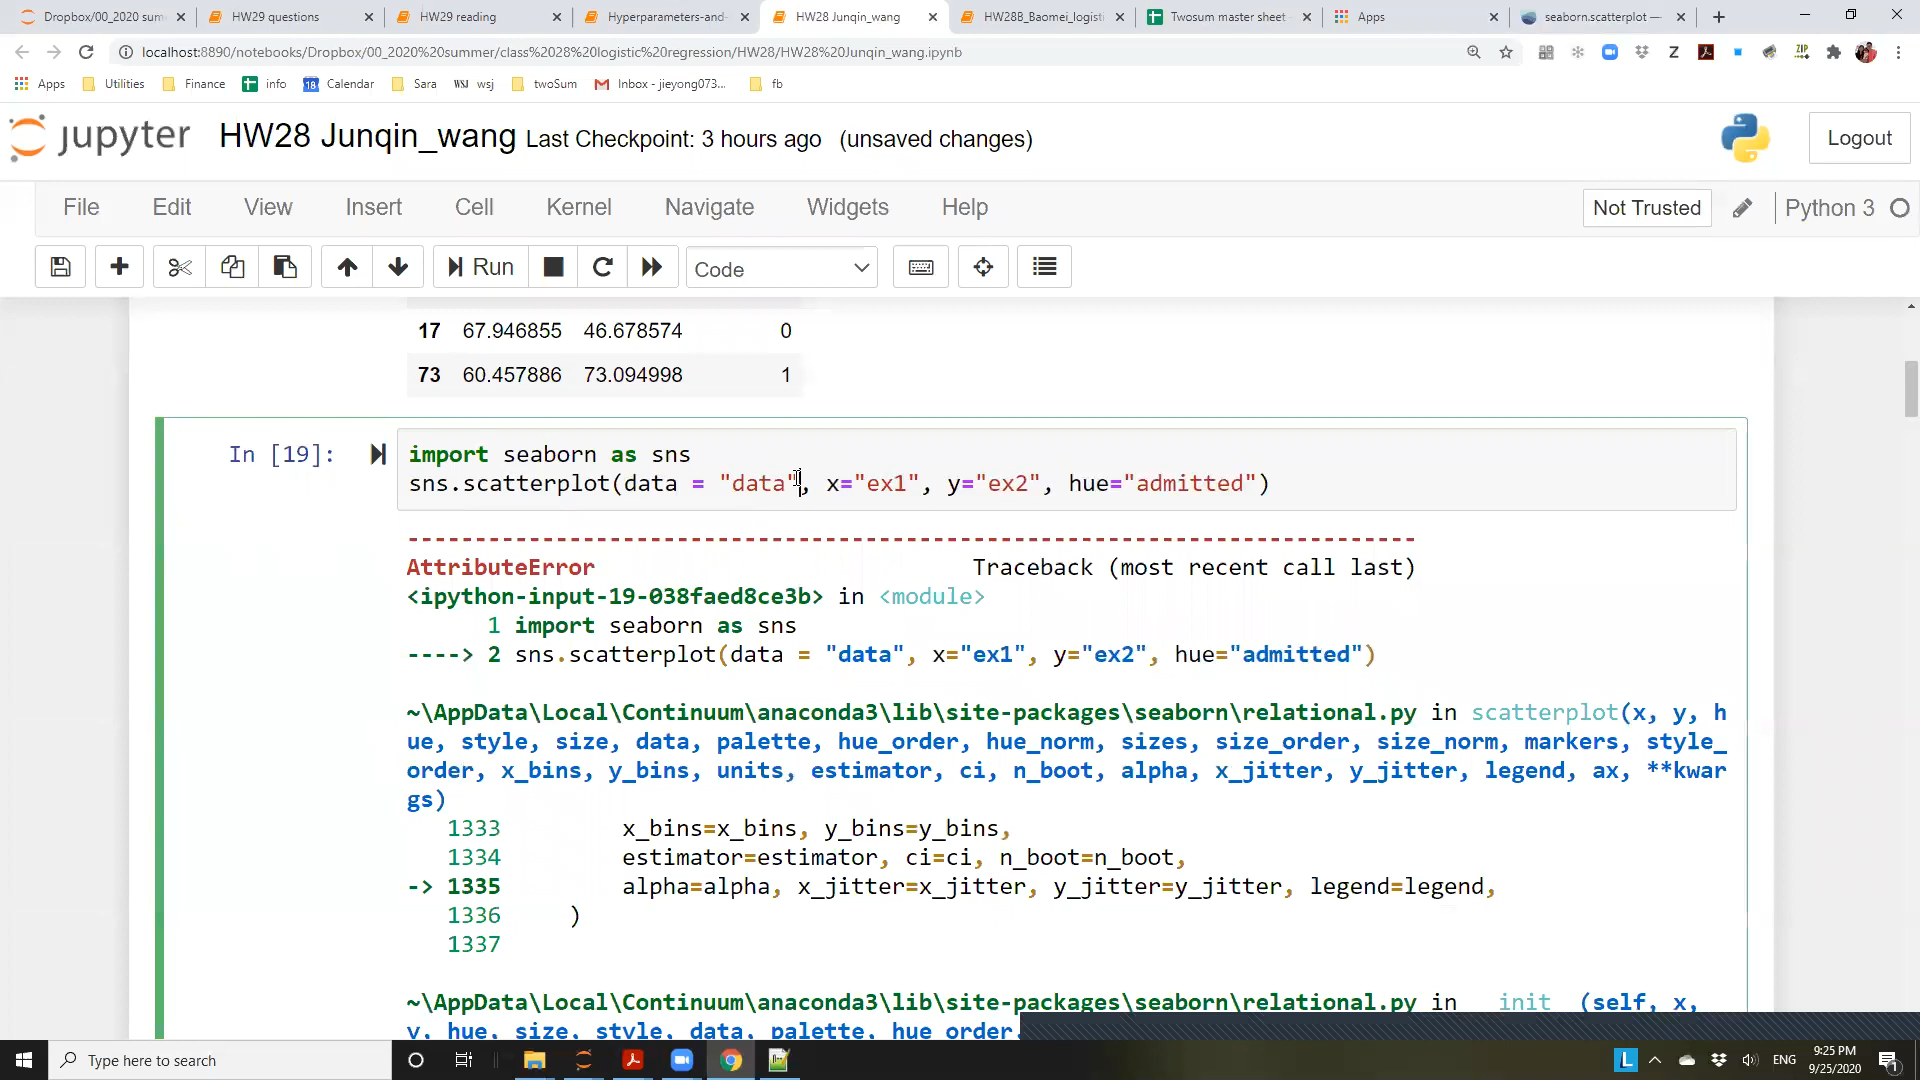 Dropbox/00_2020 sum
HW29 questions
HW29 reading
Hyperparameters-and-
HW28 Junqin_wang
HW28B_Baomei_logisti
Twosum master sheet -
Apps
seaborn.scatterplot —
localhost:8890/notebooks/Dropbox/00_2020%20summer/class%2028%20logistic%20regression/HW28/HW28%20Junqin_wang.ipynb
Apps
Utilities
Finance
info
18 Calendar
Sara
WSJ wsj
twoSum
Inbox - jieyong073...
fb
jupyter HW28 Junqin_wang Last Checkpoint: 3 hours ago (unsaved changes)
Logout
File Edit View Insert Cell Kernel Navigate Widgets Help
Not Trusted
Python 3
Run
Code
17 67.946855 46.678574 0
73 60.457886 73.094998 1
In [19]:
import seaborn as sns
sns.scatterplot(data = "data", x="ex1", y="ex2", hue="admitted")
---------------------------------------------------------------------------
AttributeError Traceback (most recent call last)
<ipython-input-19-038faed8ce3b> in <module>
1 import seaborn as sns
----> 2 sns.scatterplot(data = "data", x="ex1", y="ex2", hue="admitted")
~\AppData\Local\Continuum\anaconda3\lib\site-packages\seaborn\relational.py in scatterplot(x, y, h
ue, style, size, data, palette, hue_order, hue_norm, sizes, size_order, size_norm, markers, style_
order, x_bins, y_bins, units, estimator, ci, n_boot, alpha, x_jitter, y_jitter, legend, ax, **kwar
gs)
1333 x_bins=x_bins, y_bins=y_bins,
1334 estimator=estimator, ci=ci, n_boot=n_boot,
-> 1335 alpha=alpha, x_jitter=x_jitter, y_jitter=y_jitter, legend=legend,
1336 )
1337
~\AppData\Local\Continuum\anaconda3\lib\site-packages\seaborn\relational.py in __init__(self, x,
y, hue, size, style, data, palette, hue_order,
Type here to search
ENG
9:25 PM
9/25/2020